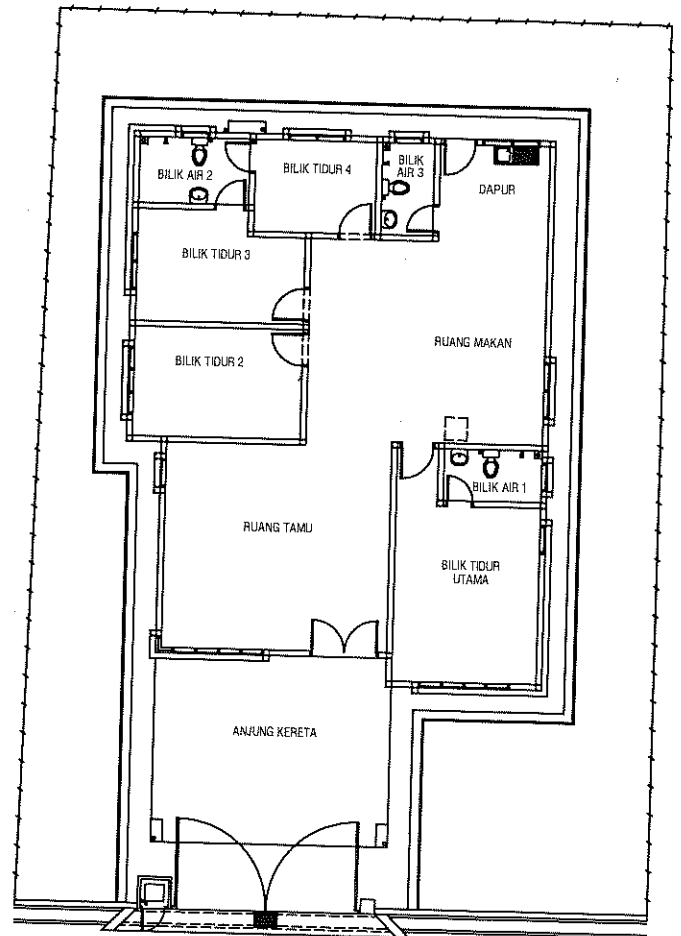 BILIK AIR 2
BILIK TIDUR 4
BILIK
AIR 3
DAPUR
BILIK TIDUR 3
BILIK TIDUR 2
RUANG MAKAN
BILIK AIR 1
RUANG TAMU
BILIK TIDUR
UTAMA
ANJUNG KERETA